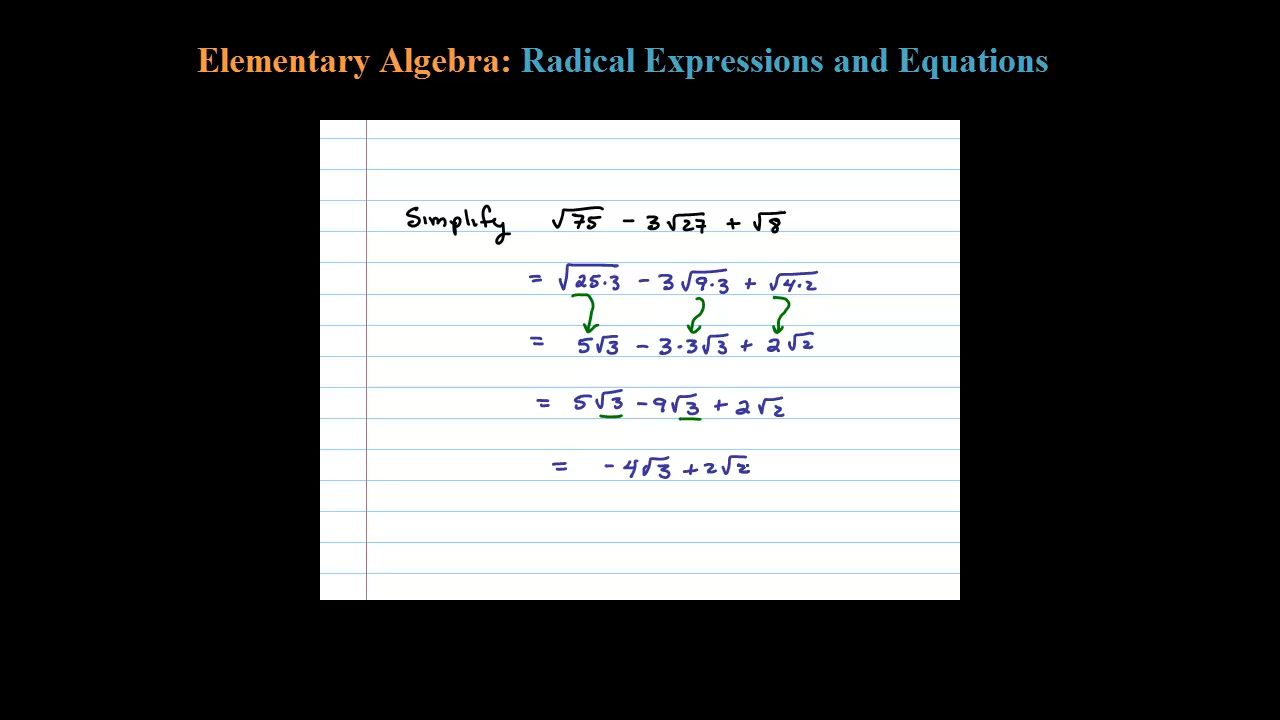 Elementary Algebra: Radical Expressions and Equations
Simplify √75 - 3√27 + √8
= √25·3 - 3√9·3 + √4·2
= 5√3 - 3·3√3 + 2√2
= 5√3 - 9√3 + 2√2
= -4√3 + 2√2